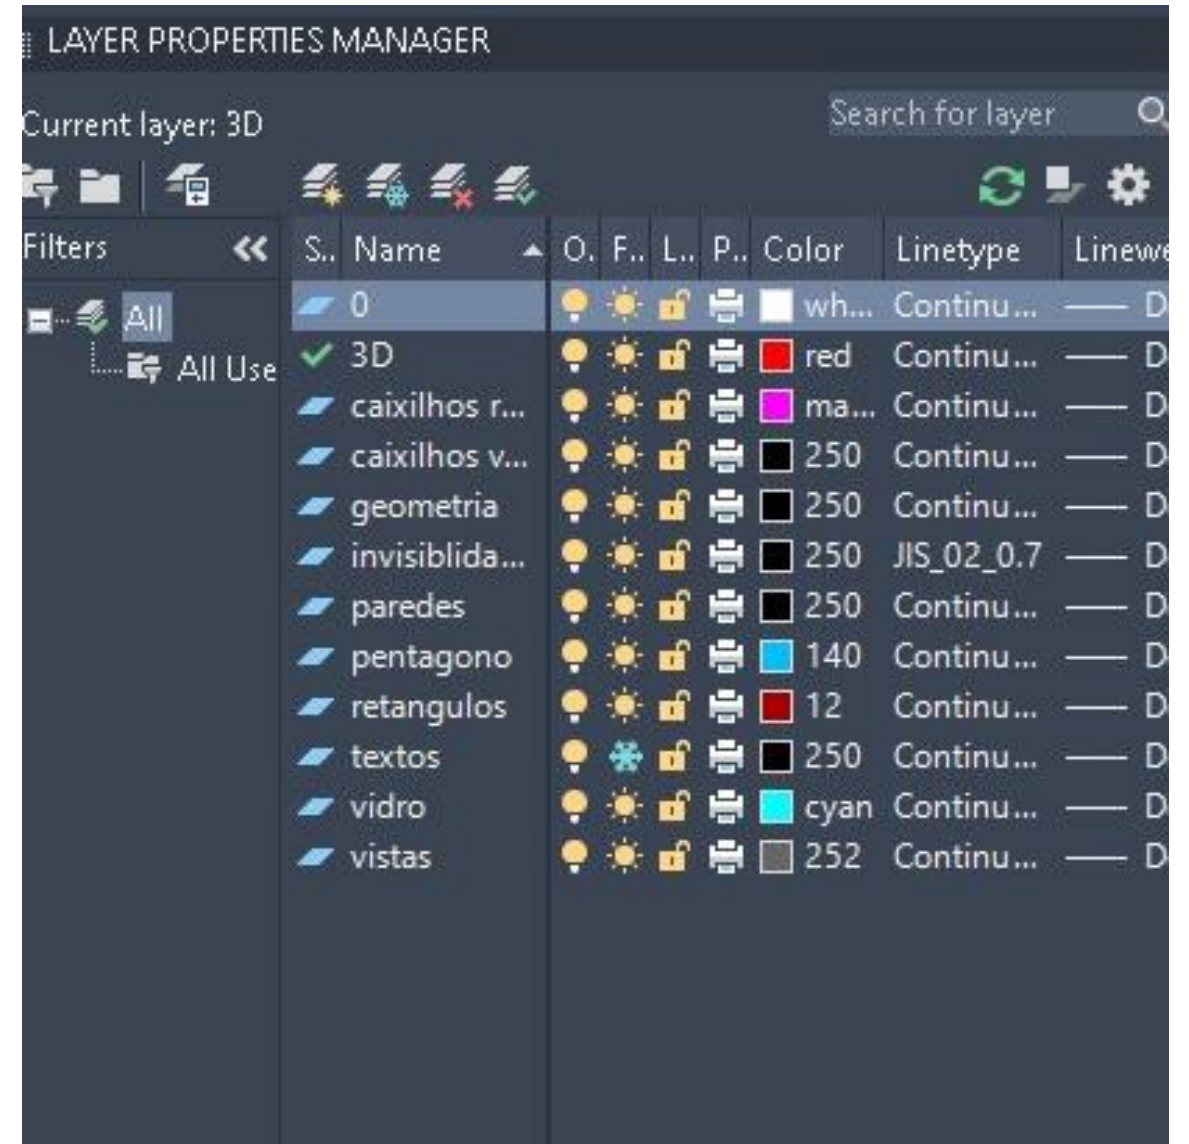 LAYER PROPERTIES MANAGER
Current layer: 3D
Search for layer
Filters
S.. Name O. F.. L.. P.. Color Linetype Linewe
All
All Use
0 wh... Continu... D
3D red Continu... D
caixilhos r... ma... Continu... D
caixilhos v... 250 Continu... D
geometria 250 Continu... D
invisiblida... 250 JIS_02_0.7 D
paredes 250 Continu... D
pentagono 140 Continu... D
retangulos 12 Continu... D
textos 250 Continu... D
vidro cyan Continu... D
vistas 252 Continu... D